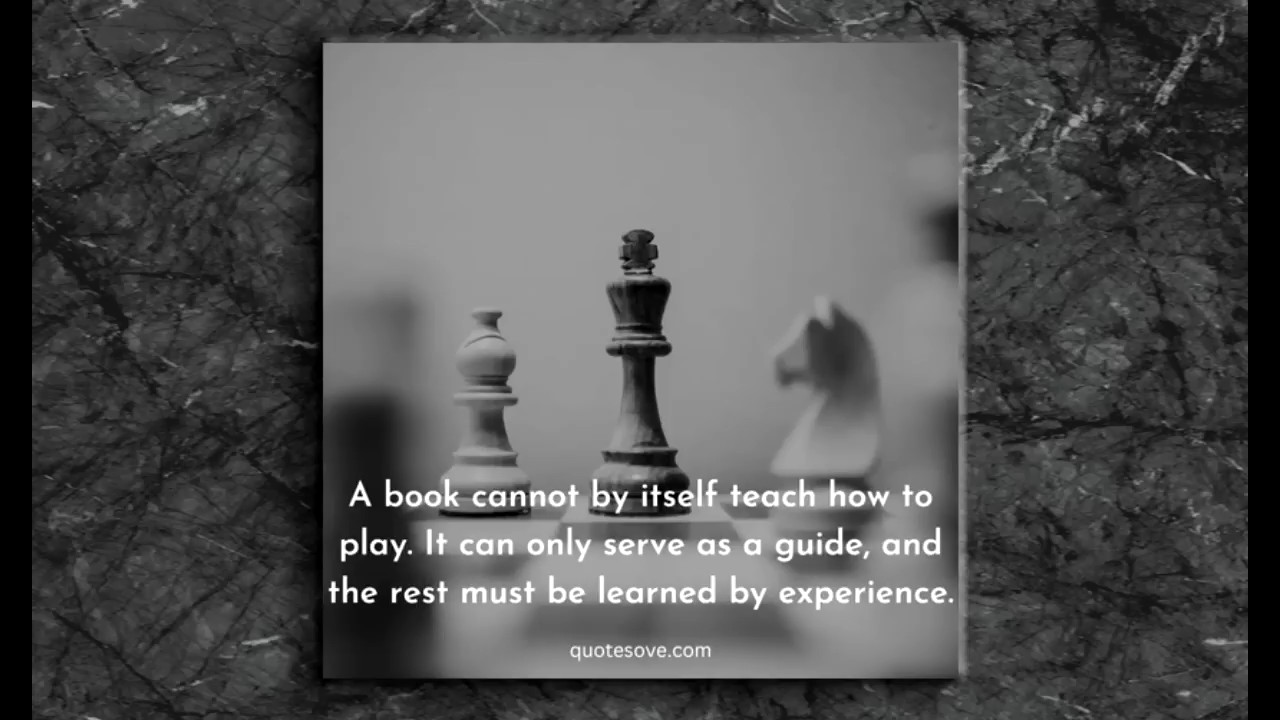 A book cannot by itself teach how to
play. It can only serve as a guide, and
the rest must be learned by experience.
quotesove.com